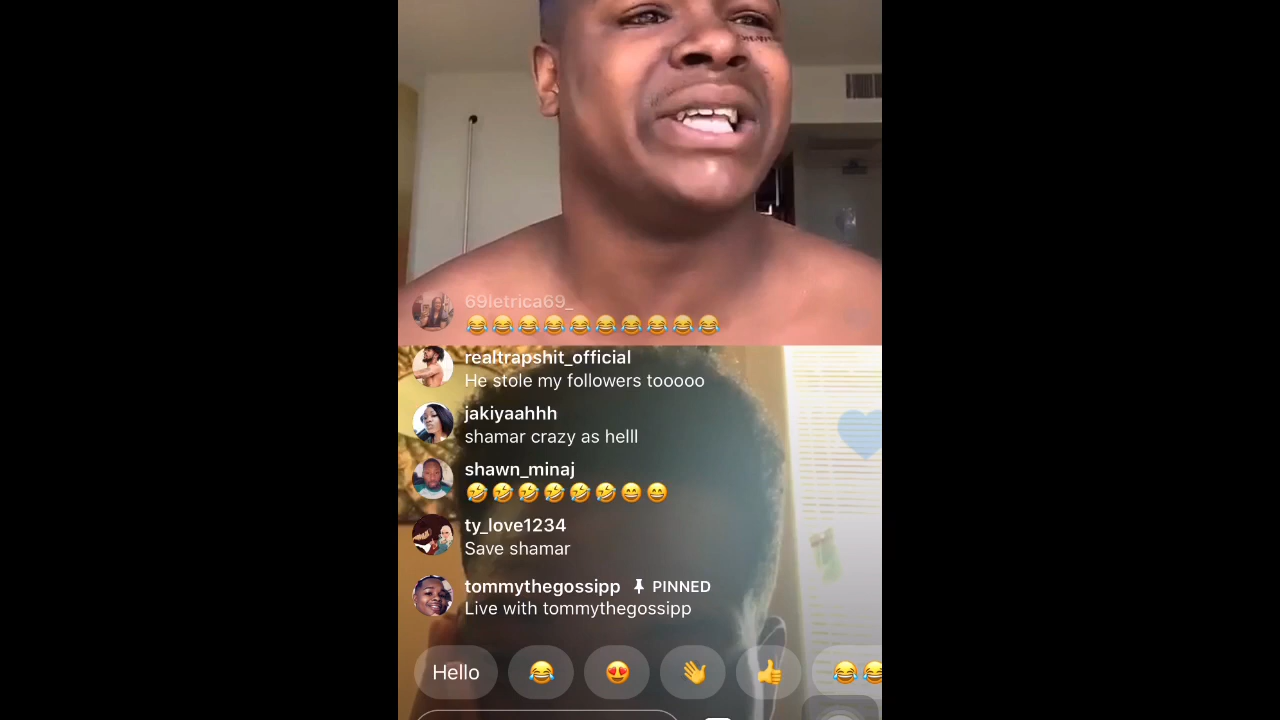 69letrica69_
😂😂😂😂😂😂😂😂😂😂
realtrapshit_official
He stole my followers tooooo
jakiyaahhh
shamar crazy as helll
shawn_minaj
🤣🤣🤣🤣🤣🤣😄😄
ty_love1234
Save shamar
tommythegossipp PINNED
Live with tommythegossipp
Hello 😂 😍 👋 👍 😂😂